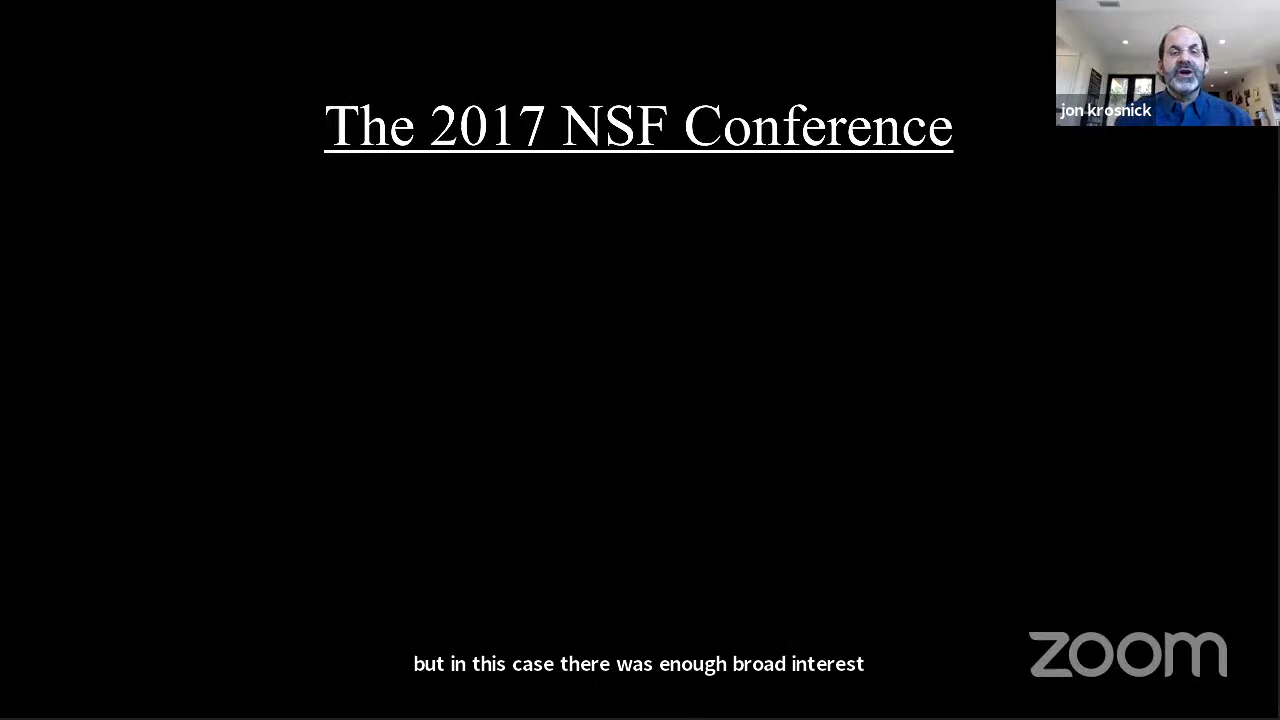 The 2017 NSF Conference
jon krosnick
but in this case there was enough broad interest
zoom